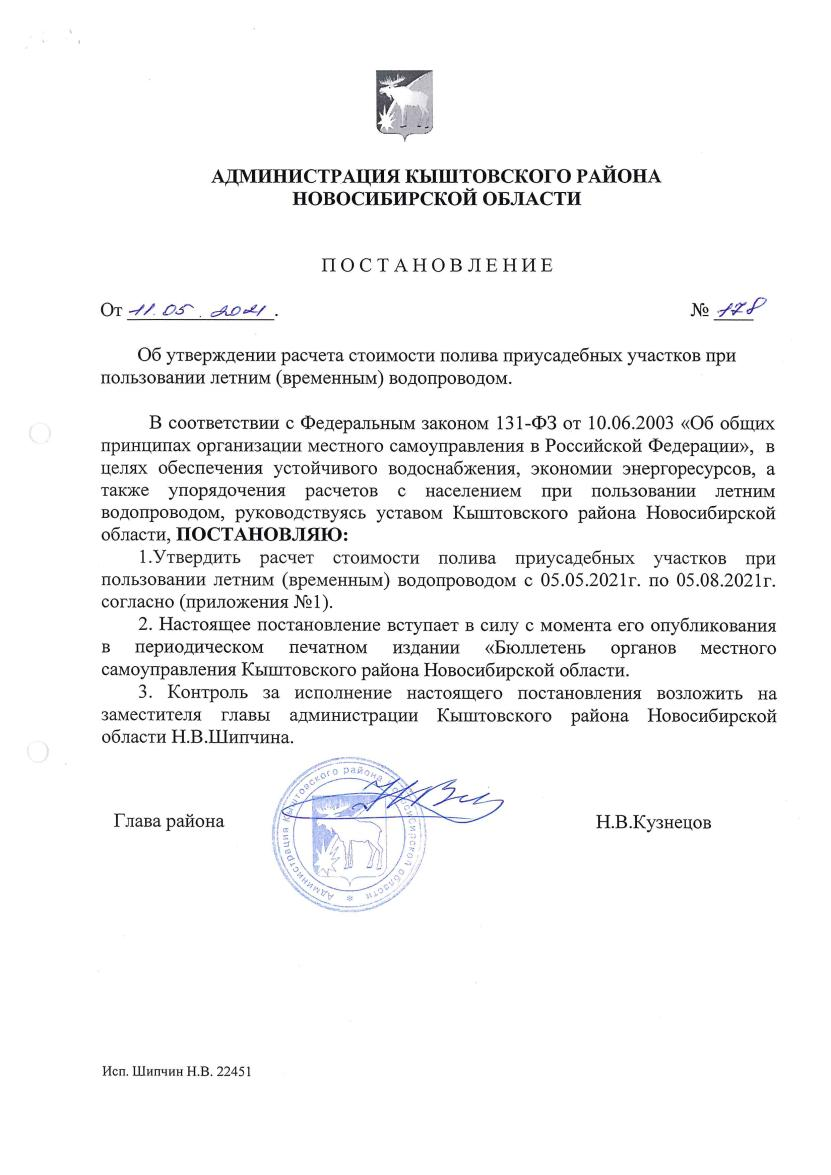 АДМИНИСТРАЦИЯ КЫШТОВСКОГО РАЙОНА
НОВОСИБИРСКОЙ ОБЛАСТИ
ПОСТАНОВЛЕНИЕ
От 11.05.2021. № 178
Об утверждении расчета стоимости полива приусадебных участков при
пользовании летним (временным) водопроводом.
В соответствии с Федеральным законом 131-ФЗ от 10.06.2003 «Об общих
принципах организации местного самоуправления в Российской Федерации», в
целях обеспечения устойчивого водоснабжения, экономии энергоресурсов, а
также упорядочения расчетов с населением при пользовании летним
водопроводом, руководствуясь уставом Кыштовского района Новосибирской
области, ПОСТАНОВЛЯЮ:
1.Утвердить расчет стоимости полива приусадебных участков при
пользовании летним (временным) водопроводом с 05.05.2021г. по 05.08.2021г.
согласно (приложения №1).
2. Настоящее постановление вступает в силу с момента его опубликования
в периодическом печатном издании «Бюллетень органов местного
самоуправления Кыштовского района Новосибирской области.
3. Контроль за исполнение настоящего постановления возложить на
заместителя главы администрации Кыштовского района Новосибирской
области Н.В.Шипчина.
Администрация Кыштовского района Новосибирской области
Глава района Н.В.Кузнецов
Исп. Шипчин Н.В. 22451